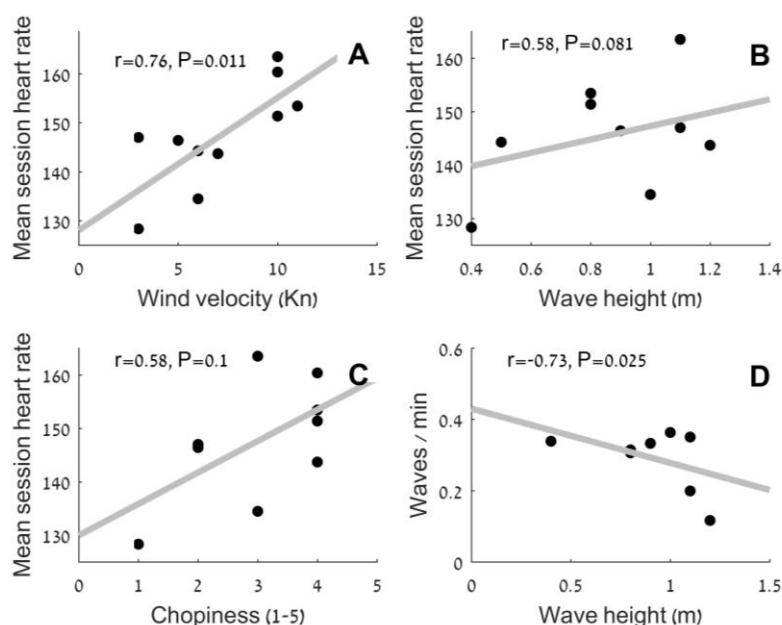 r=0.76, P=0.011
A
Mean session heart rate
160
150
140
130
0
5
10
15
Wind velocity (Kn)
r=0.58, P=0.081
B
Mean session heart rate
160
150
140
130
0.4
0.6
0.8
1
1.2
1.4
Wave height (m)
r=0.58, P=0.1
C
Mean session heart rate
160
150
140
130
0
1
2
3
4
5
Chopiness (1-5)
r=-0.73, P=0.025
D
Waves / min
0.6
0.4
0.2
0
0
0.5
1
1.5
Wave height (m)